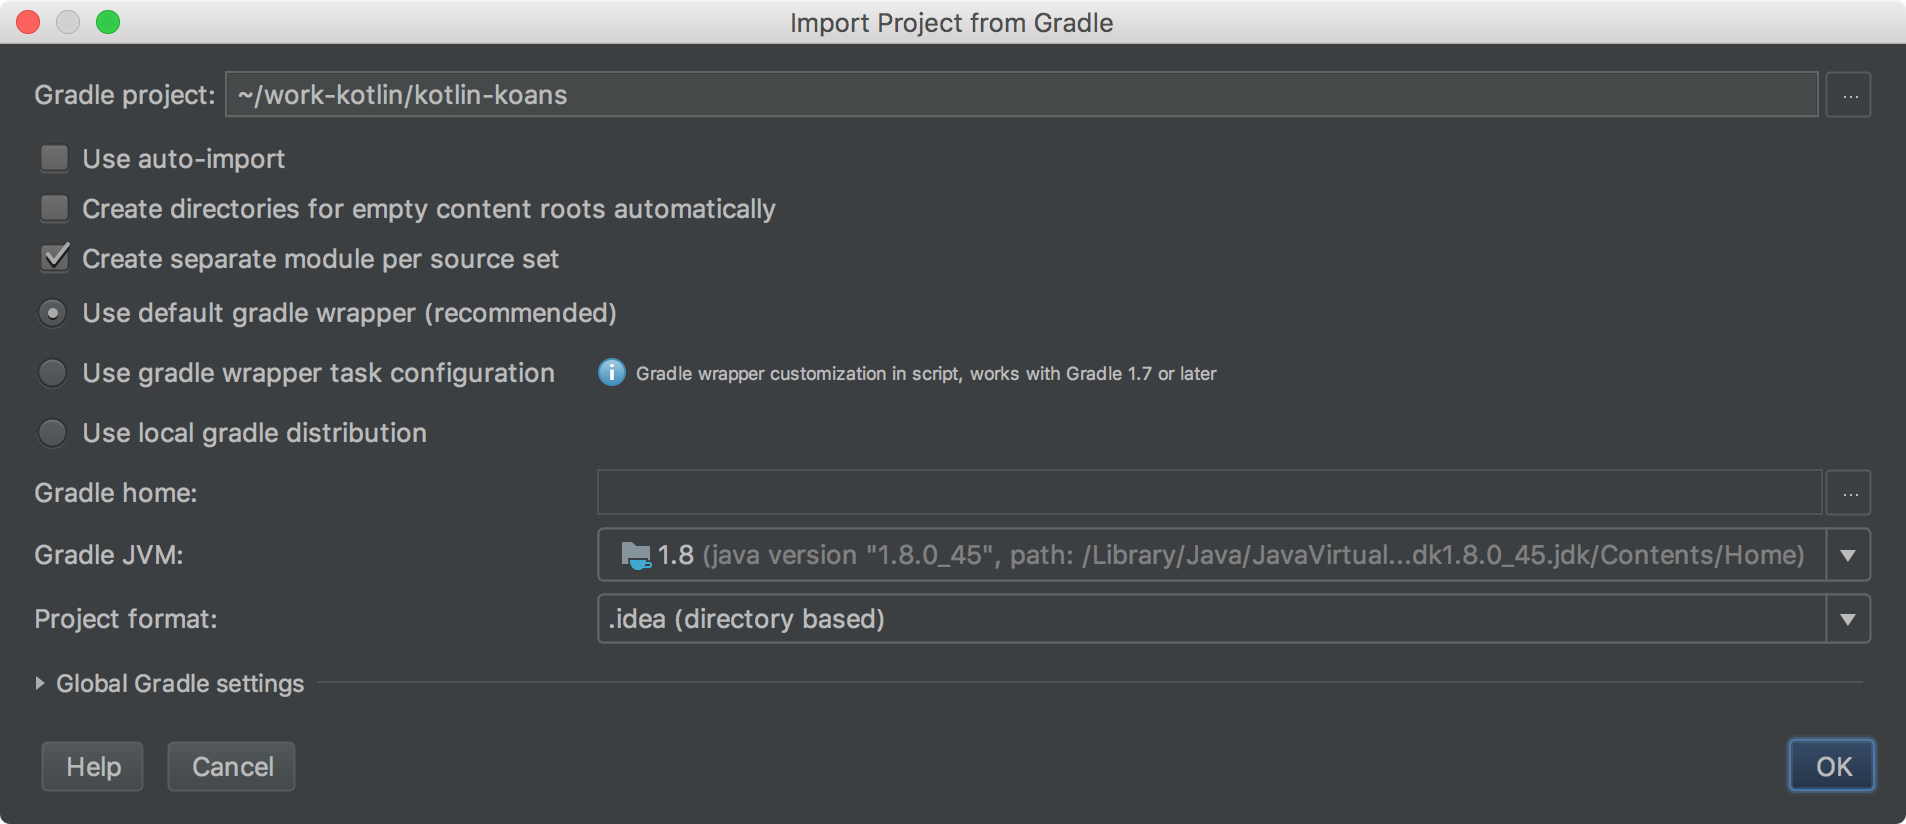 Import Project from Gradle
Gradle project: ~/work-kotlin/kotlin-koans ...
Use auto-import
Create directories for empty content roots automatically
Create separate module per source set
Use default gradle wrapper (recommended)
Use gradle wrapper task configuration Gradle wrapper customization in script, works with Gradle 1.7 or later
Use local gradle distribution
Gradle home: ...
Gradle JVM: 1.8 (java version "1.8.0_45", path: /Library/Java/JavaVirtual...dk1.8.0_45.jdk/Contents/Home)
Project format: .idea (directory based)
Global Gradle settings
Help Cancel OK